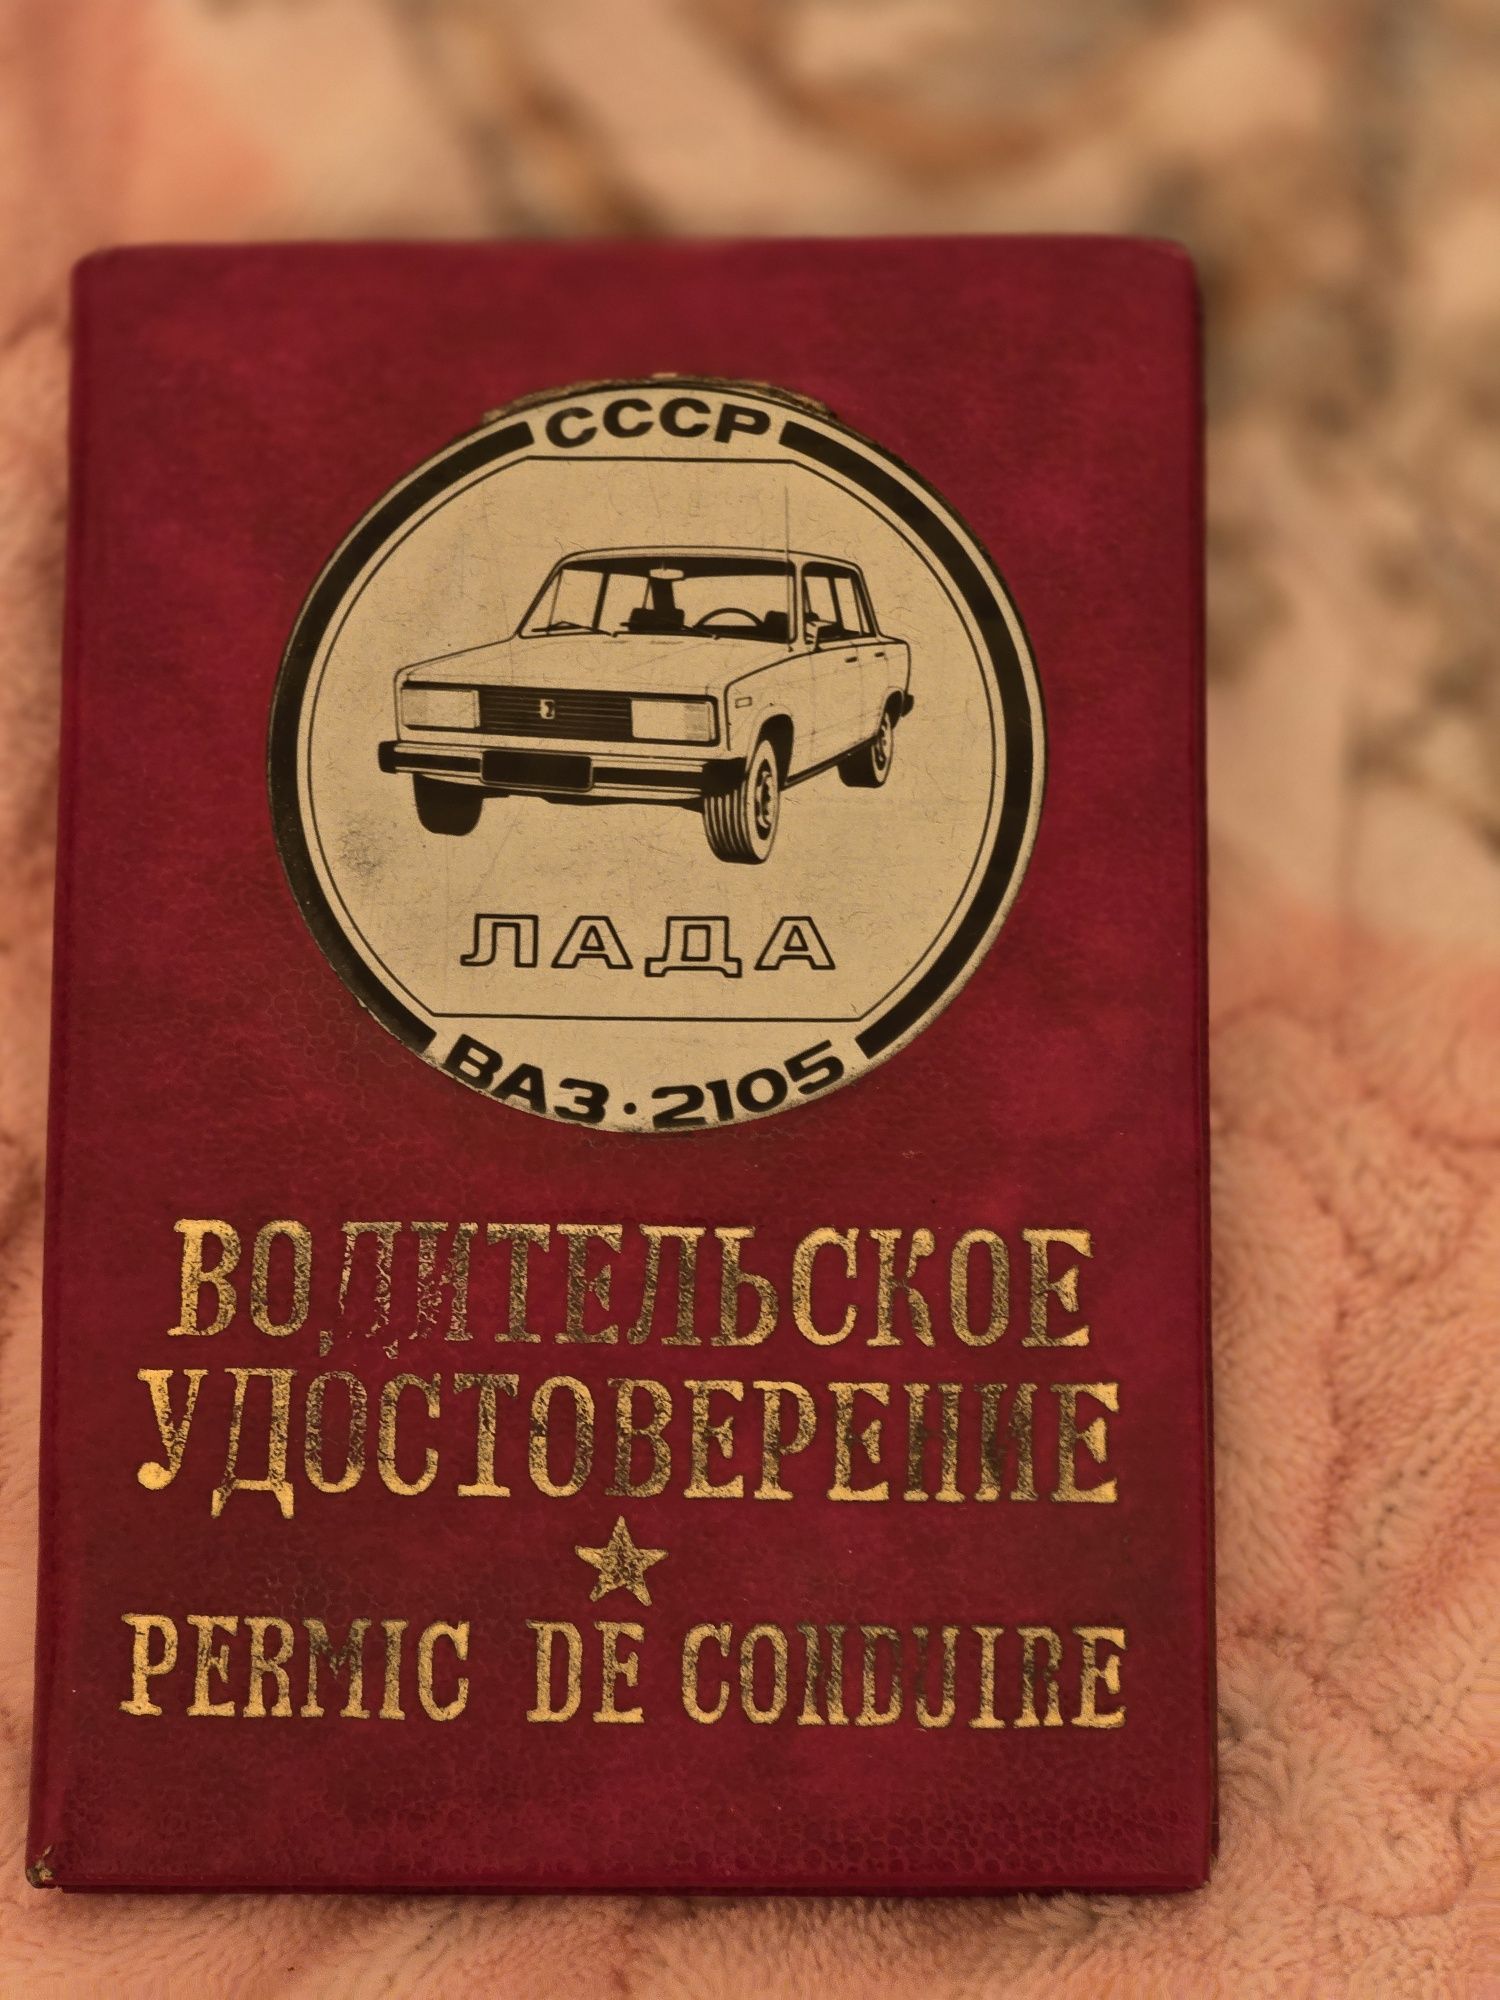 СССР
ЛАДА
ВАЗ·2105
ВОДИТЕЛЬСКОЕ
УДОСТОВЕРЕНИЕ
PERMIC DE CONDUIRE